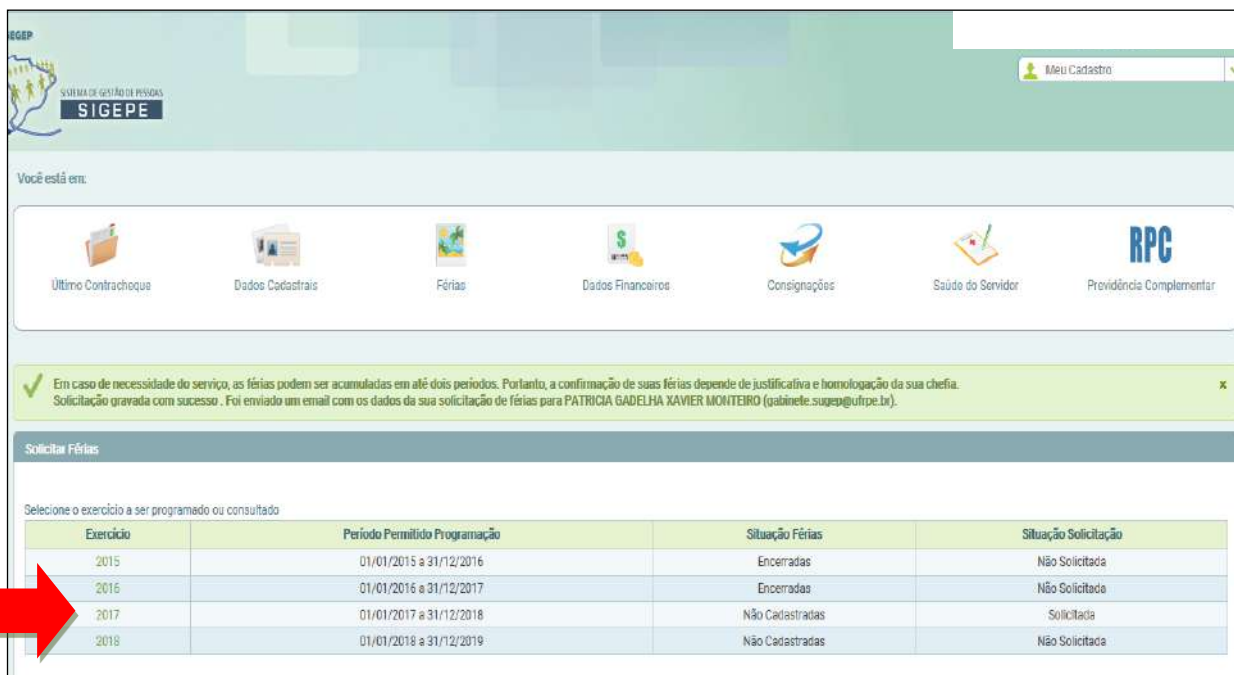 SEGEP
SISTEMA DE GESTÃO DE PESSOAS
SIGEPE
Meu Cadastro
Você está em:
Último Contracheque
Dados Cadastrais
Férias
Dados Financeiros
Consignações
Saúde do Servidor
RPC
Previdência Complementar
Em caso de necessidade do serviço, as férias podem ser acumuladas em até dois períodos. Portanto, a confirmação de suas férias depende de justificativa e homologação da sua chefia.
x
Solicitação gravada com sucesso . Foi enviado um email com os dados da sua solicitação de férias para PATRICIA GADELHA XAVIER MONTEIRO (gabinete.sugep@ufrpe.br).
Solicitar Férias
Selecione o exercício a ser programado ou consultado
Exercício Período Permitido Programação Situação Férias Situação Solicitação
2015 01/01/2015 a 31/12/2016 Encerradas Não Solicitada
2016 01/01/2016 a 31/12/2017 Encerradas Não Solicitada
2017 01/01/2017 a 31/12/2018 Não Cadastradas Solicitada
2018 01/01/2018 a 31/12/2019 Não Cadastradas Não Solicitada